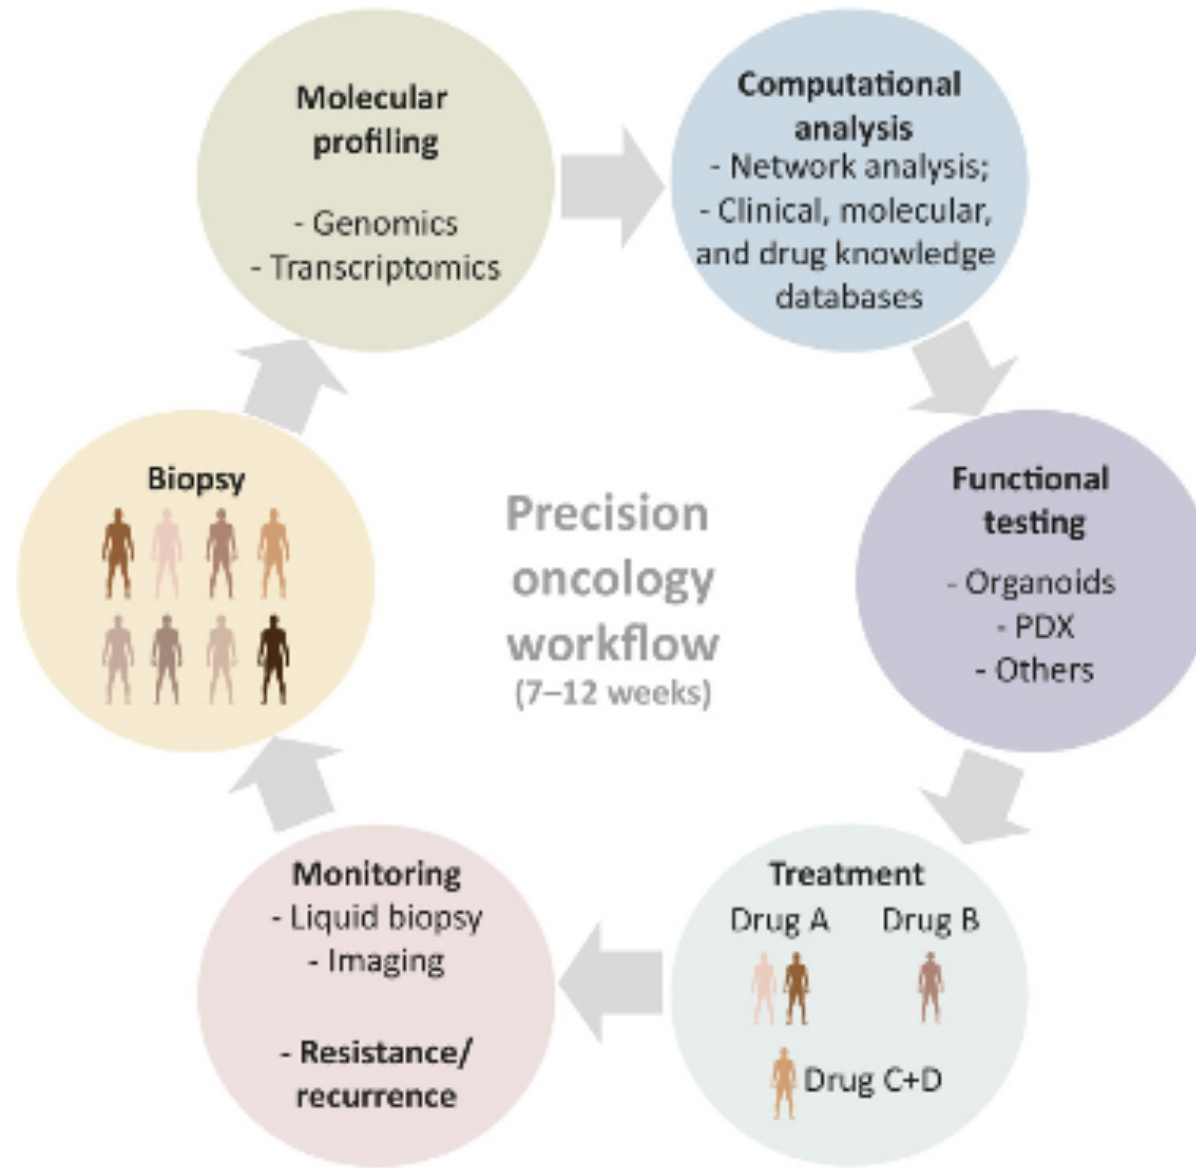 Molecular
profiling
- Genomics
- Transcriptomics
Computational
analysis
- Network analysis;
- Clinical, molecular,
and drug knowledge
databases
Functional
testing
- Organoids
- PDX
- Others
Treatment
Drug A
Drug B
Drug C+D
Monitoring
- Liquid biopsy
- Imaging
- Resistance/
recurrence
Biopsy
Precision
oncology
workflow
(7–12 weeks)